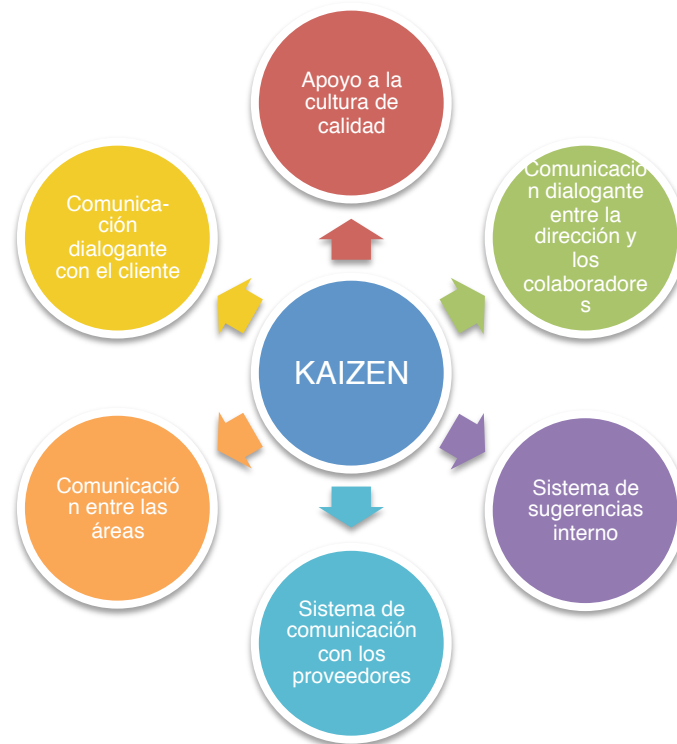 Apoyo a la
cultura de
calidad
Comunicació
n dialogante
entre la
dirección y
los
colaboradore
s
Sistema de
sugerencias
interno
Sistema de
comunicación
con los
proveedores
Comunicació
n entre las
áreas
Comunica-
ción
dialogante
con el cliente
KAIZEN